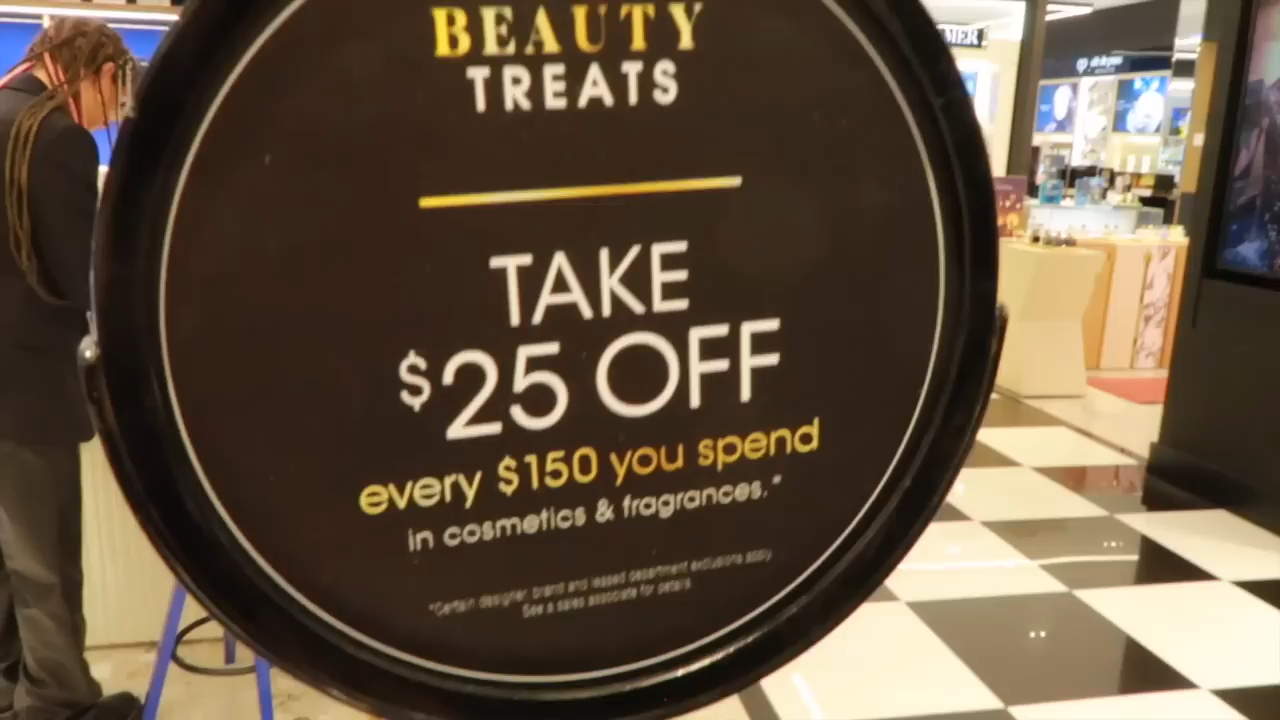 BEAUTY
TREATS
TAKE
$25 OFF
every $150 you spend
in cosmetics & fragrances.*
*Certain designer, brand and leased department exclusions apply.
See a sales associate for details.